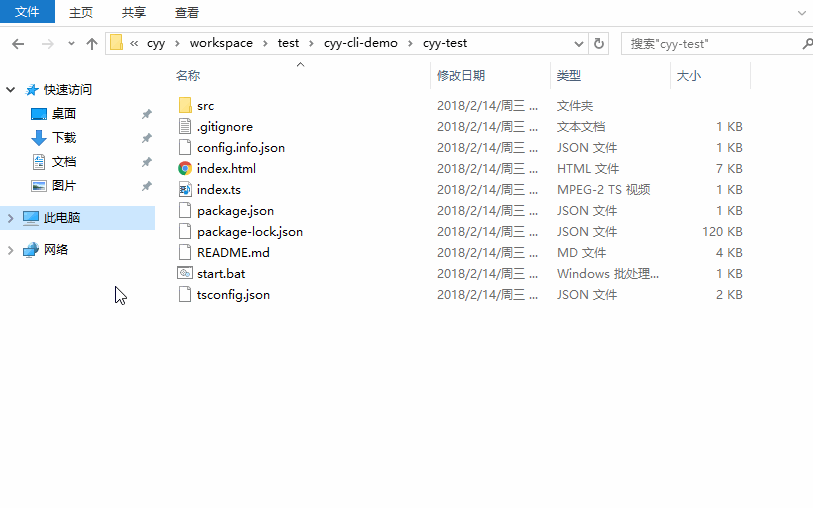 文件 主页 共享 查看
« cyy › workspace › test › cyy-cli-demo › cyy-test 搜索"cyy-test"
名称 修改日期 类型 大小
快速访问
桌面
下载
文档
图片
此电脑
网络
src 2018/2/14/周三 ... 文件夹
.gitignore 2018/2/14/周三 ... 文本文档 1 KB
config.info.json 2018/2/14/周三 ... JSON 文件 1 KB
index.html 2018/2/14/周三 ... HTML 文件 7 KB
index.ts 2018/2/14/周三 ... MPEG-2 TS 视频 1 KB
package.json 2018/2/14/周三 ... JSON 文件 1 KB
package-lock.json 2018/2/14/周三 ... JSON 文件 120 KB
README.md 2018/2/14/周三 ... MD 文件 4 KB
start.bat 2018/2/14/周三 ... Windows 批处理... 1 KB
tsconfig.json 2018/2/14/周三 ... JSON 文件 2 KB